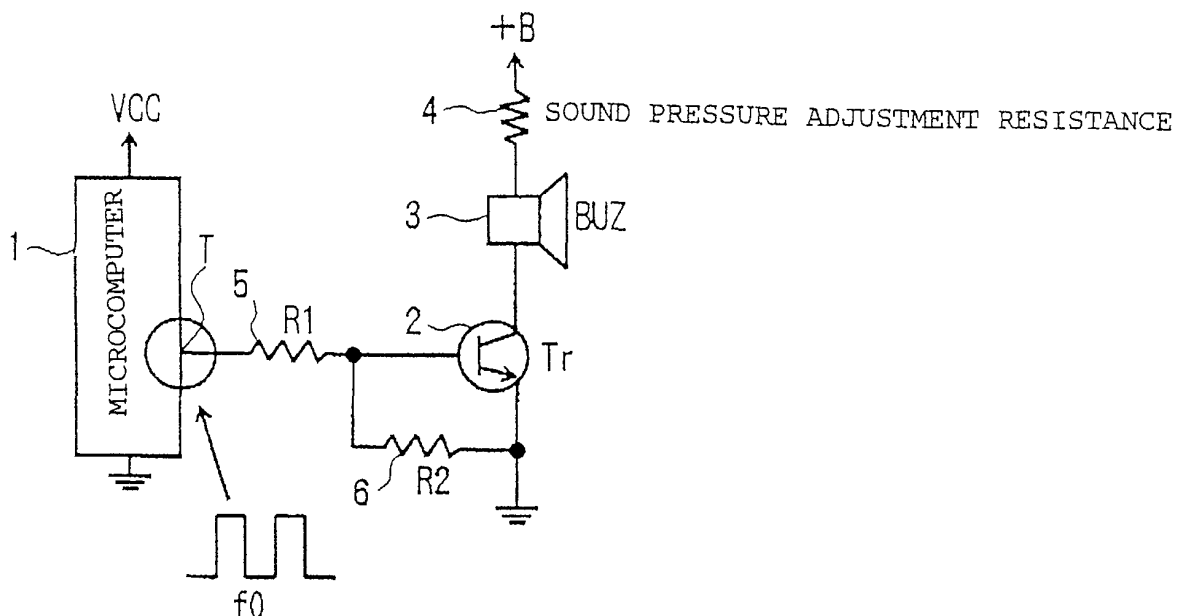 +B
4
SOUND PRESSURE ADJUSTMENT RESISTANCE
VCC
3
BUZ
1
MICROCOMPUTER
T
5
R1
2
Tr
6
R2
f0